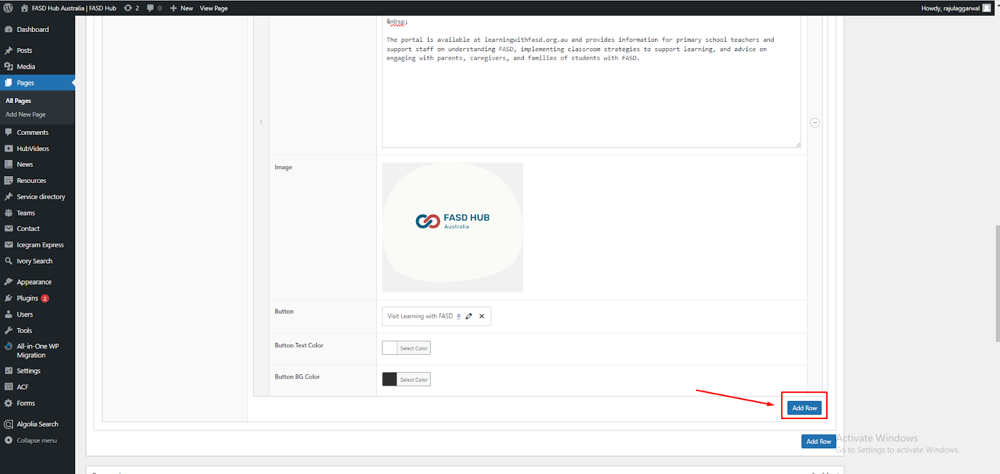 FASD Hub Australia | FASD Hub 2 0 New View Page Howdy, rajulaggarwal
Dashboard
Posts
Media
Pages
All Pages
Add New Page
Comments
HubVideos
News
Resources
Service directory
Teams
Contact
Icegram Express
Ivory Search
Appearance
Plugins 2
Users
Tools
All-in-One WP
Migration
Settings
ACF
Forms
Algolia Search
Collapse menu
&nbsp;
The portal is available at learningwithfasd.org.au and provides information for primary school teachers and
support staff on understanding FASD, implementing classroom strategies to support learning, and advice on
engaging with parents, caregivers, and families of students with FASD.
1
Image
FASD HUB
Australia
Button
Visit Learning with FASD #
Button Text Color
Select Color
Button BG Color
Select Color
Add Row
Add Row
Activate Windows
Go to Settings to activate Windows.